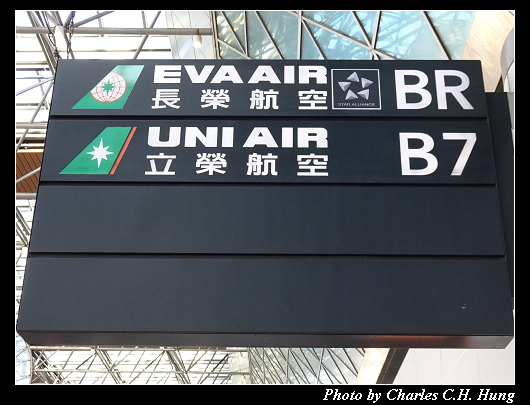 EVA AIR
長榮航空
STAR ALLIANCE
BR
UNI AIR
立榮航空
B7
Photo by Charles C.H. Hung